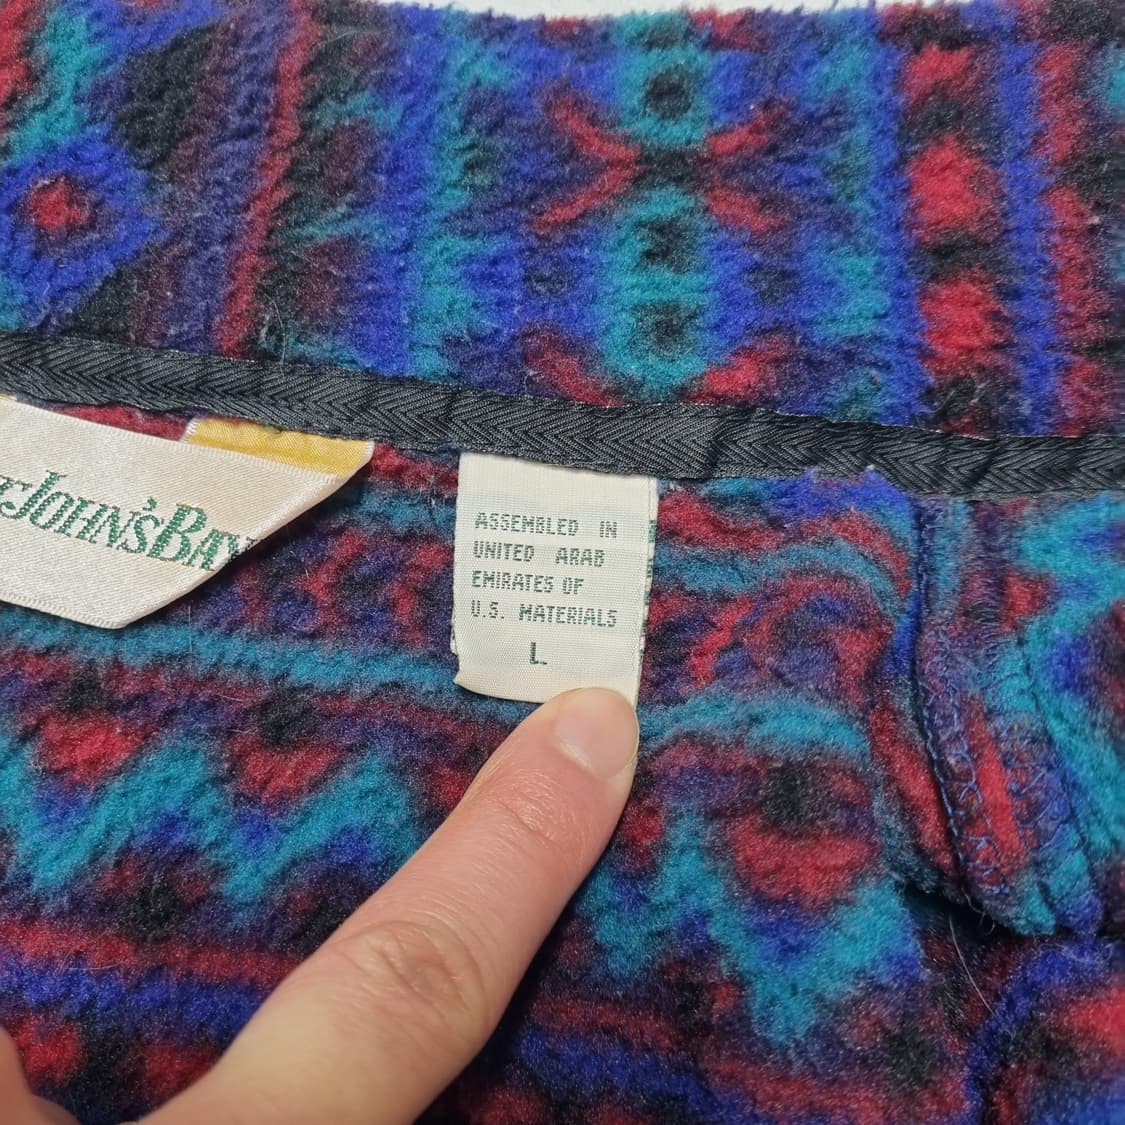 JOHN'S BAY
ASSEMBLED IN
UNITED ARAB
EMIRATES OF
U.S. MATERIALS
L